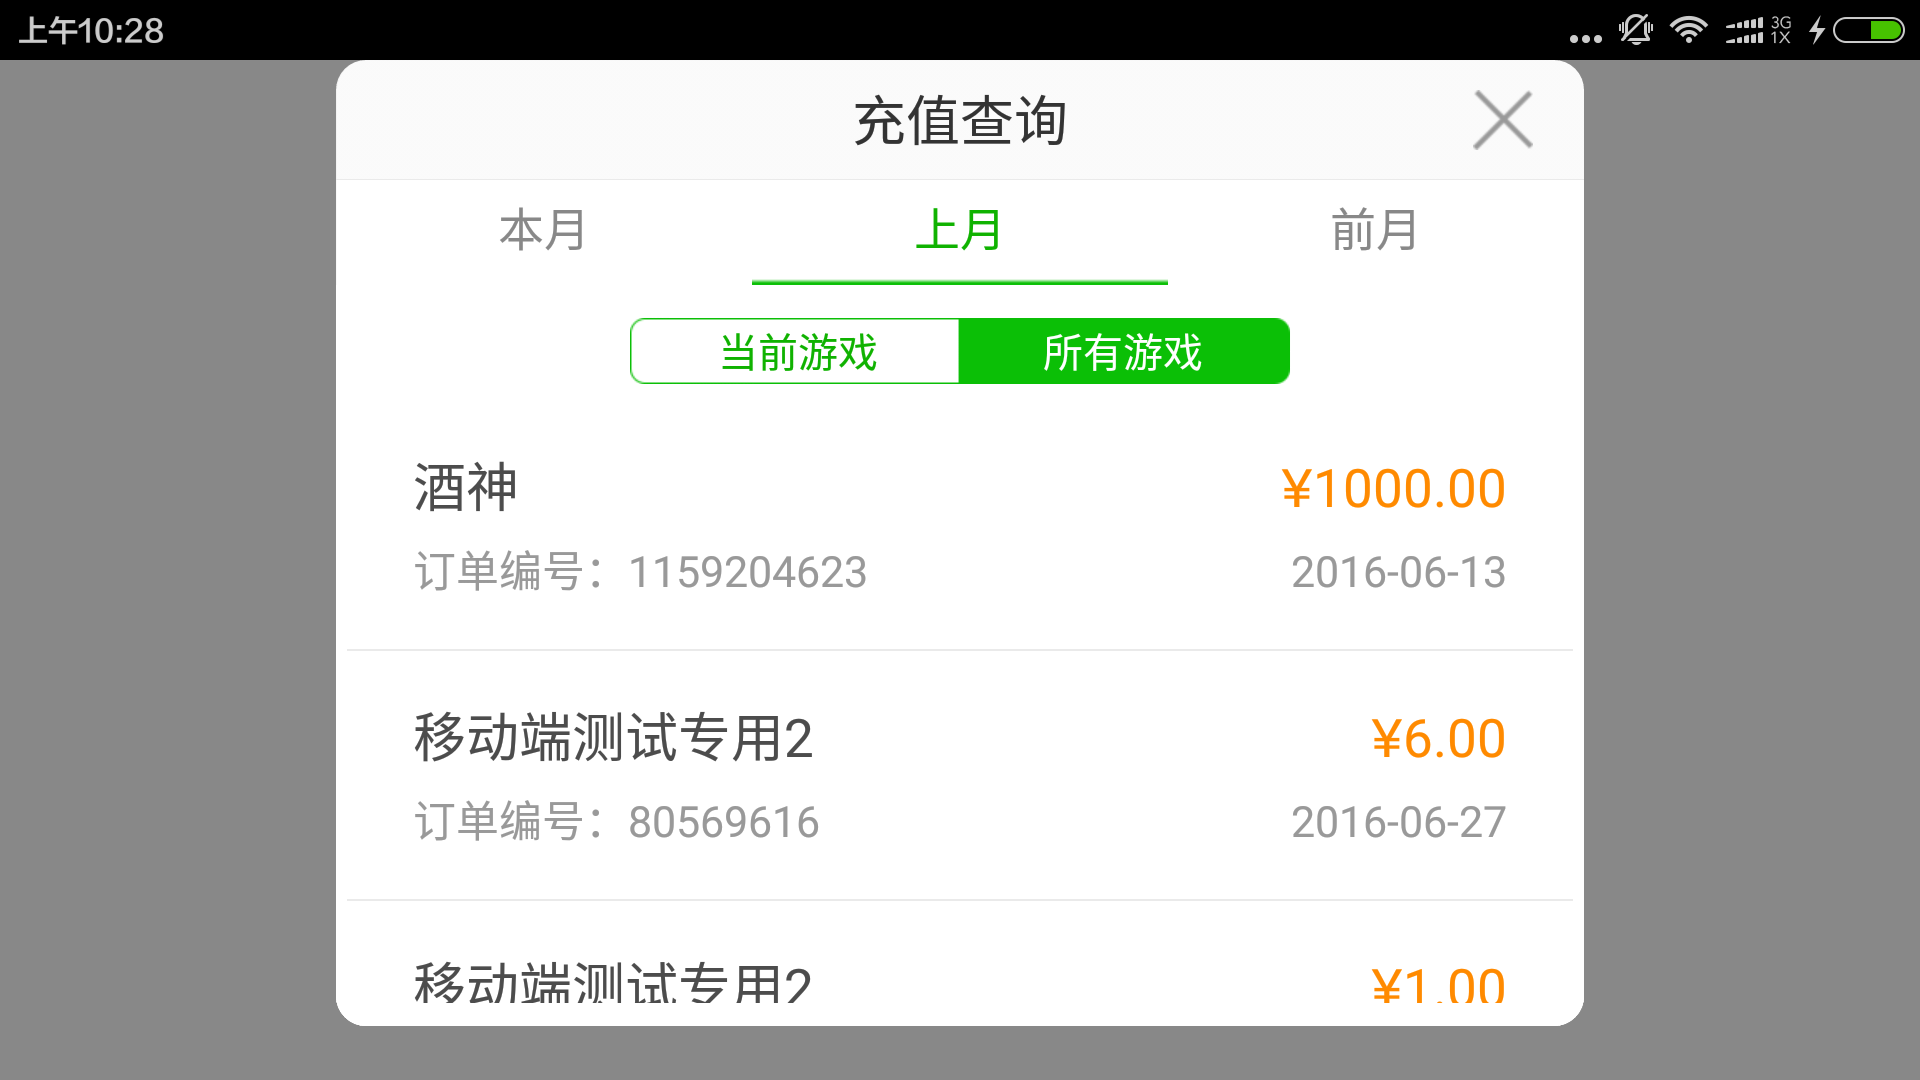 上午10:28
3G
1X
充值查询
本月 上月 前月
当前游戏 所有游戏
酒神 ¥1000.00
订单编号：1159204623 2016-06-13
移动端测试专用2 ¥6.00
订单编号：80569616 2016-06-27
移动端测试专用2 ¥1.00